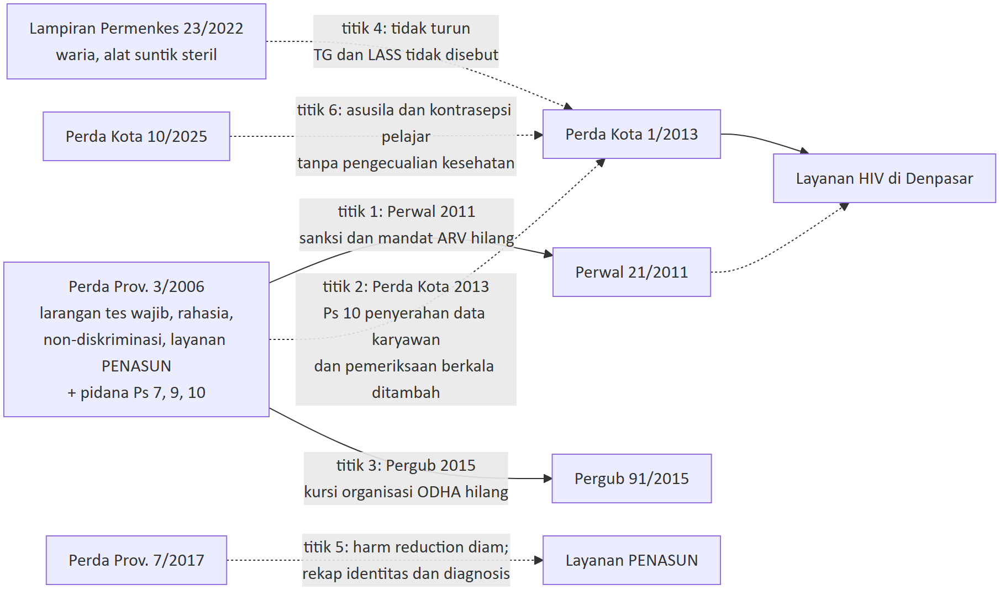 Lampiran Permenkes 23/2022
waria, alat suntik steril
titik 4: tidak turun
TG dan LASS tidak disebut
Perda Kota 10/2025
titik 6: asusila dan kontrasepsi
pelajar
tanpa pengecualian kesehatan
Perda Kota 1/2013
Layanan HIV di Denpasar
titik 1: Perwal 2011
sanksi dan mandat ARV hilang
Perwal 21/2011
Perda Prov. 3/2006
larangan tes wajib, rahasia,
non-diskriminasi, layanan
PENASUN
+ pidana Ps 7, 9, 10
titik 2: Perda Kota 2013
Ps 10 penyerahan data
karyawan
dan pemeriksaan berkala
ditambah
titik 3: Pergub 2015
kursi organisasi ODHA hilang
Pergub 91/2015
Perda Prov. 7/2017
titik 5: harm reduction diam;
rekap identitas dan diagnosis
Layanan PENASUN